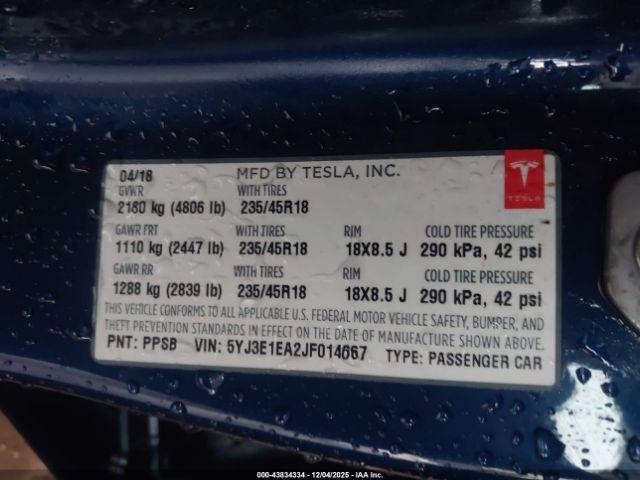 04/18 MFD BY TESLA, INC.
GVWR WITH TIRES
2180 kg (4806 lb) 235/45R18
TESLA
GAWR FRT WITH TIRES RIM COLD TIRE PRESSURE
1110 kg (2447 lb) 235/45R18 18X8.5 J 290 kPa, 42 psi
GAWR RR WITH TIRES RIM COLD TIRE PRESSURE
1288 kg (2839 lb) 235/45R18 18X8.5 J 290 kPa, 42 psi
THIS VEHICLE CONFORMS TO ALL APPLICABLE U.S. FEDERAL MOTOR VEHICLE SAFETY, BUMPER, AND
THEFT PREVENTION STANDARDS IN EFFECT ON THE DATE OF MANUFACTURE SHOWN ABOVE.
PNT: PPSB VIN: 5YJ3E1EA2JF014667 TYPE: PASSENGER CAR
000-43834334 - 12/04/2025 - IAAI.COM